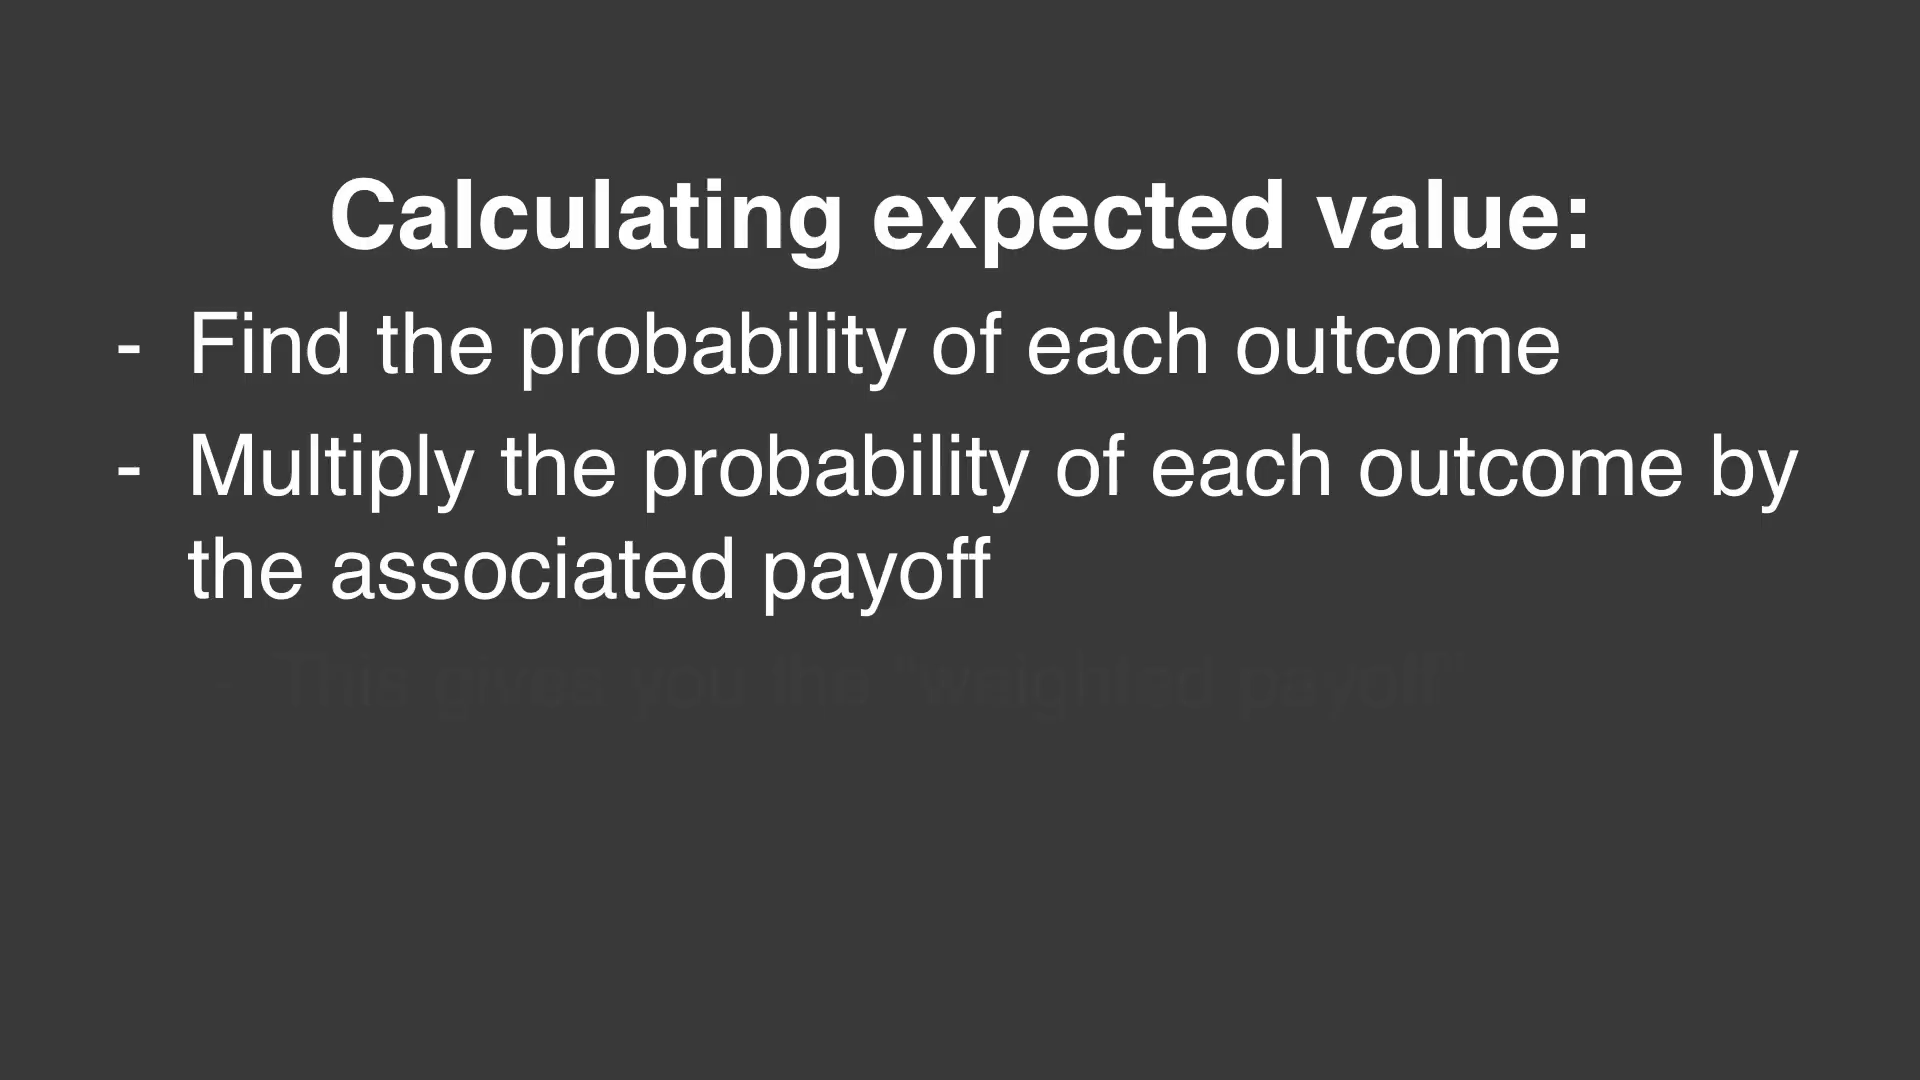 Calculating expected value:
- Find the probability of each outcome
- Multiply the probability of each outcome by
the associated payoff
- This gives you the "weighted payoff"